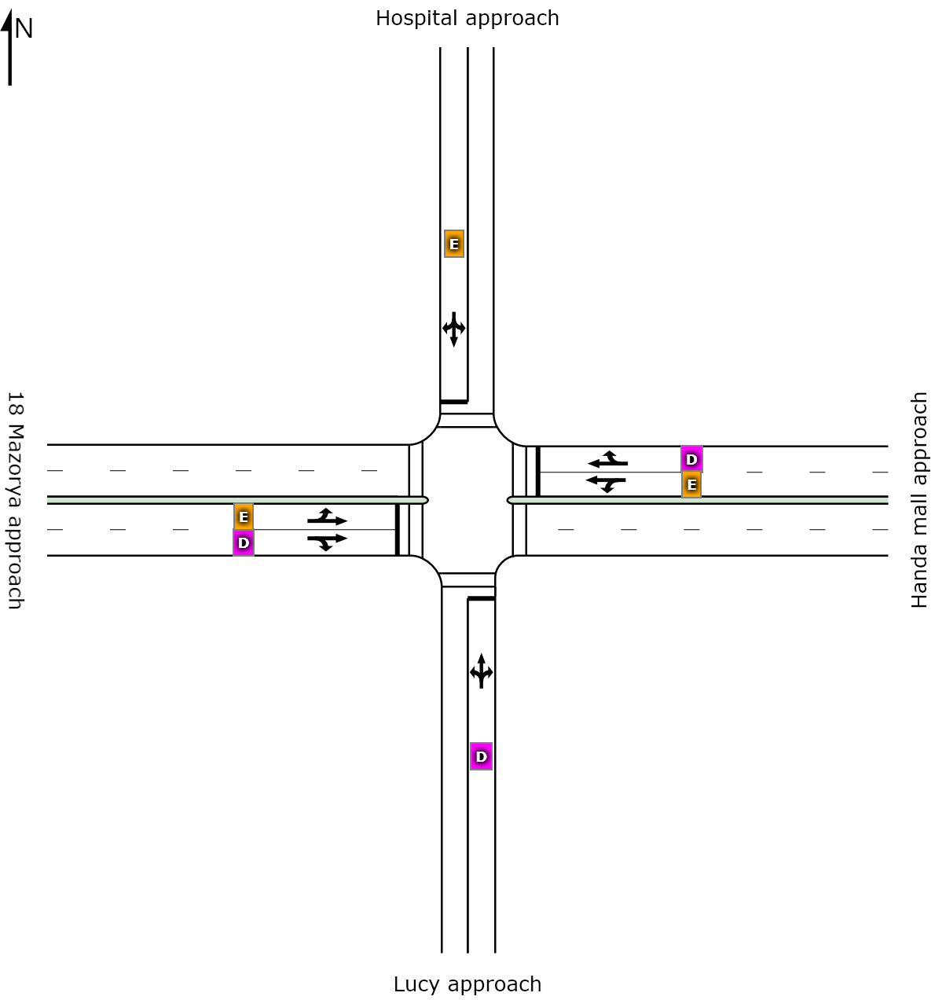 Hospital approach
N
E
18 Mazorya approach
Handa mall approach
D
E
E
D
D
Lucy approach